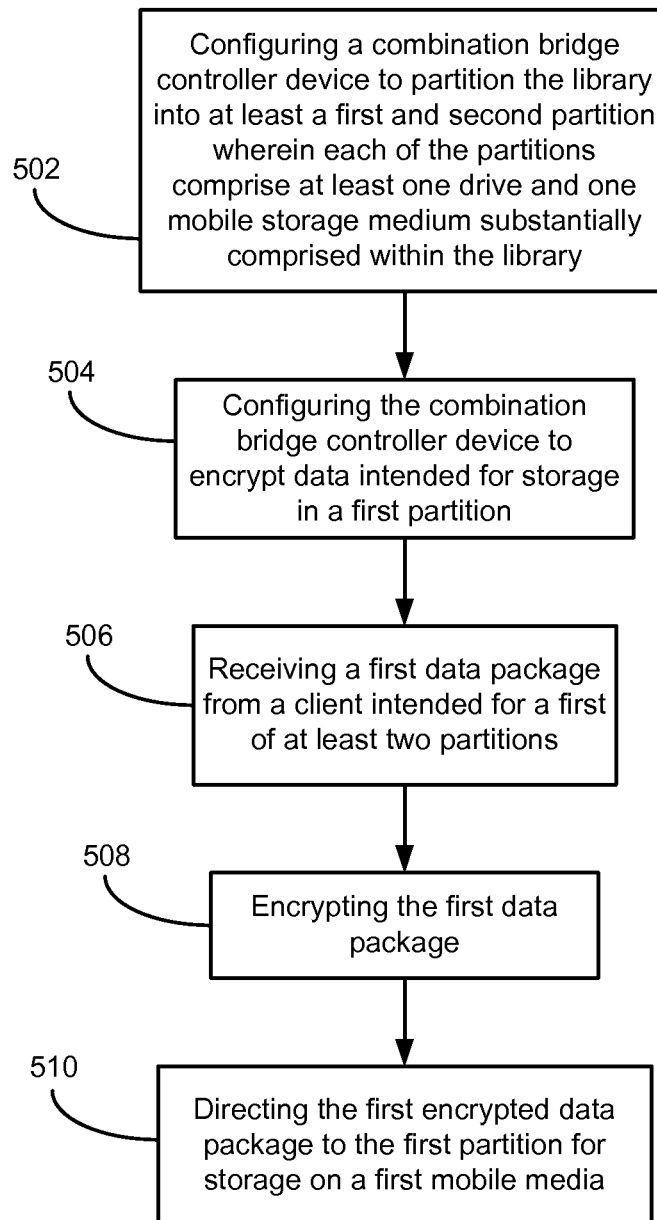 502
Configuring a combination bridge
controller device to partition the library
into at least a first and second partition
wherein each of the partitions
comprise at least one drive and one
mobile storage medium substantially
comprised within the library
504
Configuring the combination
bridge controller device to
encrypt data intended for storage
in a first partition
506
Receiving a first data package
from a client intended for a first
of at least two partitions
508
Encrypting the first data
package
510
Directing the first encrypted data
package to the first partition for
storage on a first mobile media